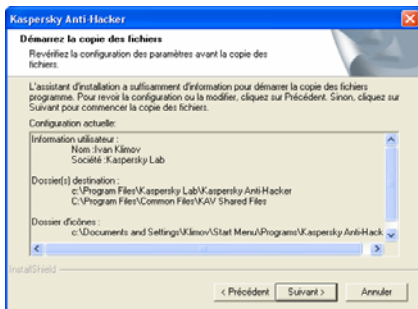 Kaspersky Anti-Hacker
Démarrez la copie des fichiers
Revérifiez la configuration des paramètres avant la copie des
fichiers.
L'assistant d'installation a suffisamment d'information pour démarrer la copie des fichiers
programme. Pour revoir la configuration ou la modifier, cliquez sur Précédent. Sinon, cliquez sur
Suivant pour commencer la copie des fichiers.
Configuration actuelle:
Information utilisateur :
Nom :Ivan Klimov
Société :Kaspersky Lab
Dossier(s) destination :
c:\Program Files\Kaspersky Lab\Kaspersky Anti-Hacker
C:\Program Files\Common Files\KAV Shared Files
Dossier d'icônes :
c:\Documents and Settings\Klimov\Start Menu\Programs\Kaspersky Anti-Hack
InstallShield
< Précédent
Suivant >
Annuler